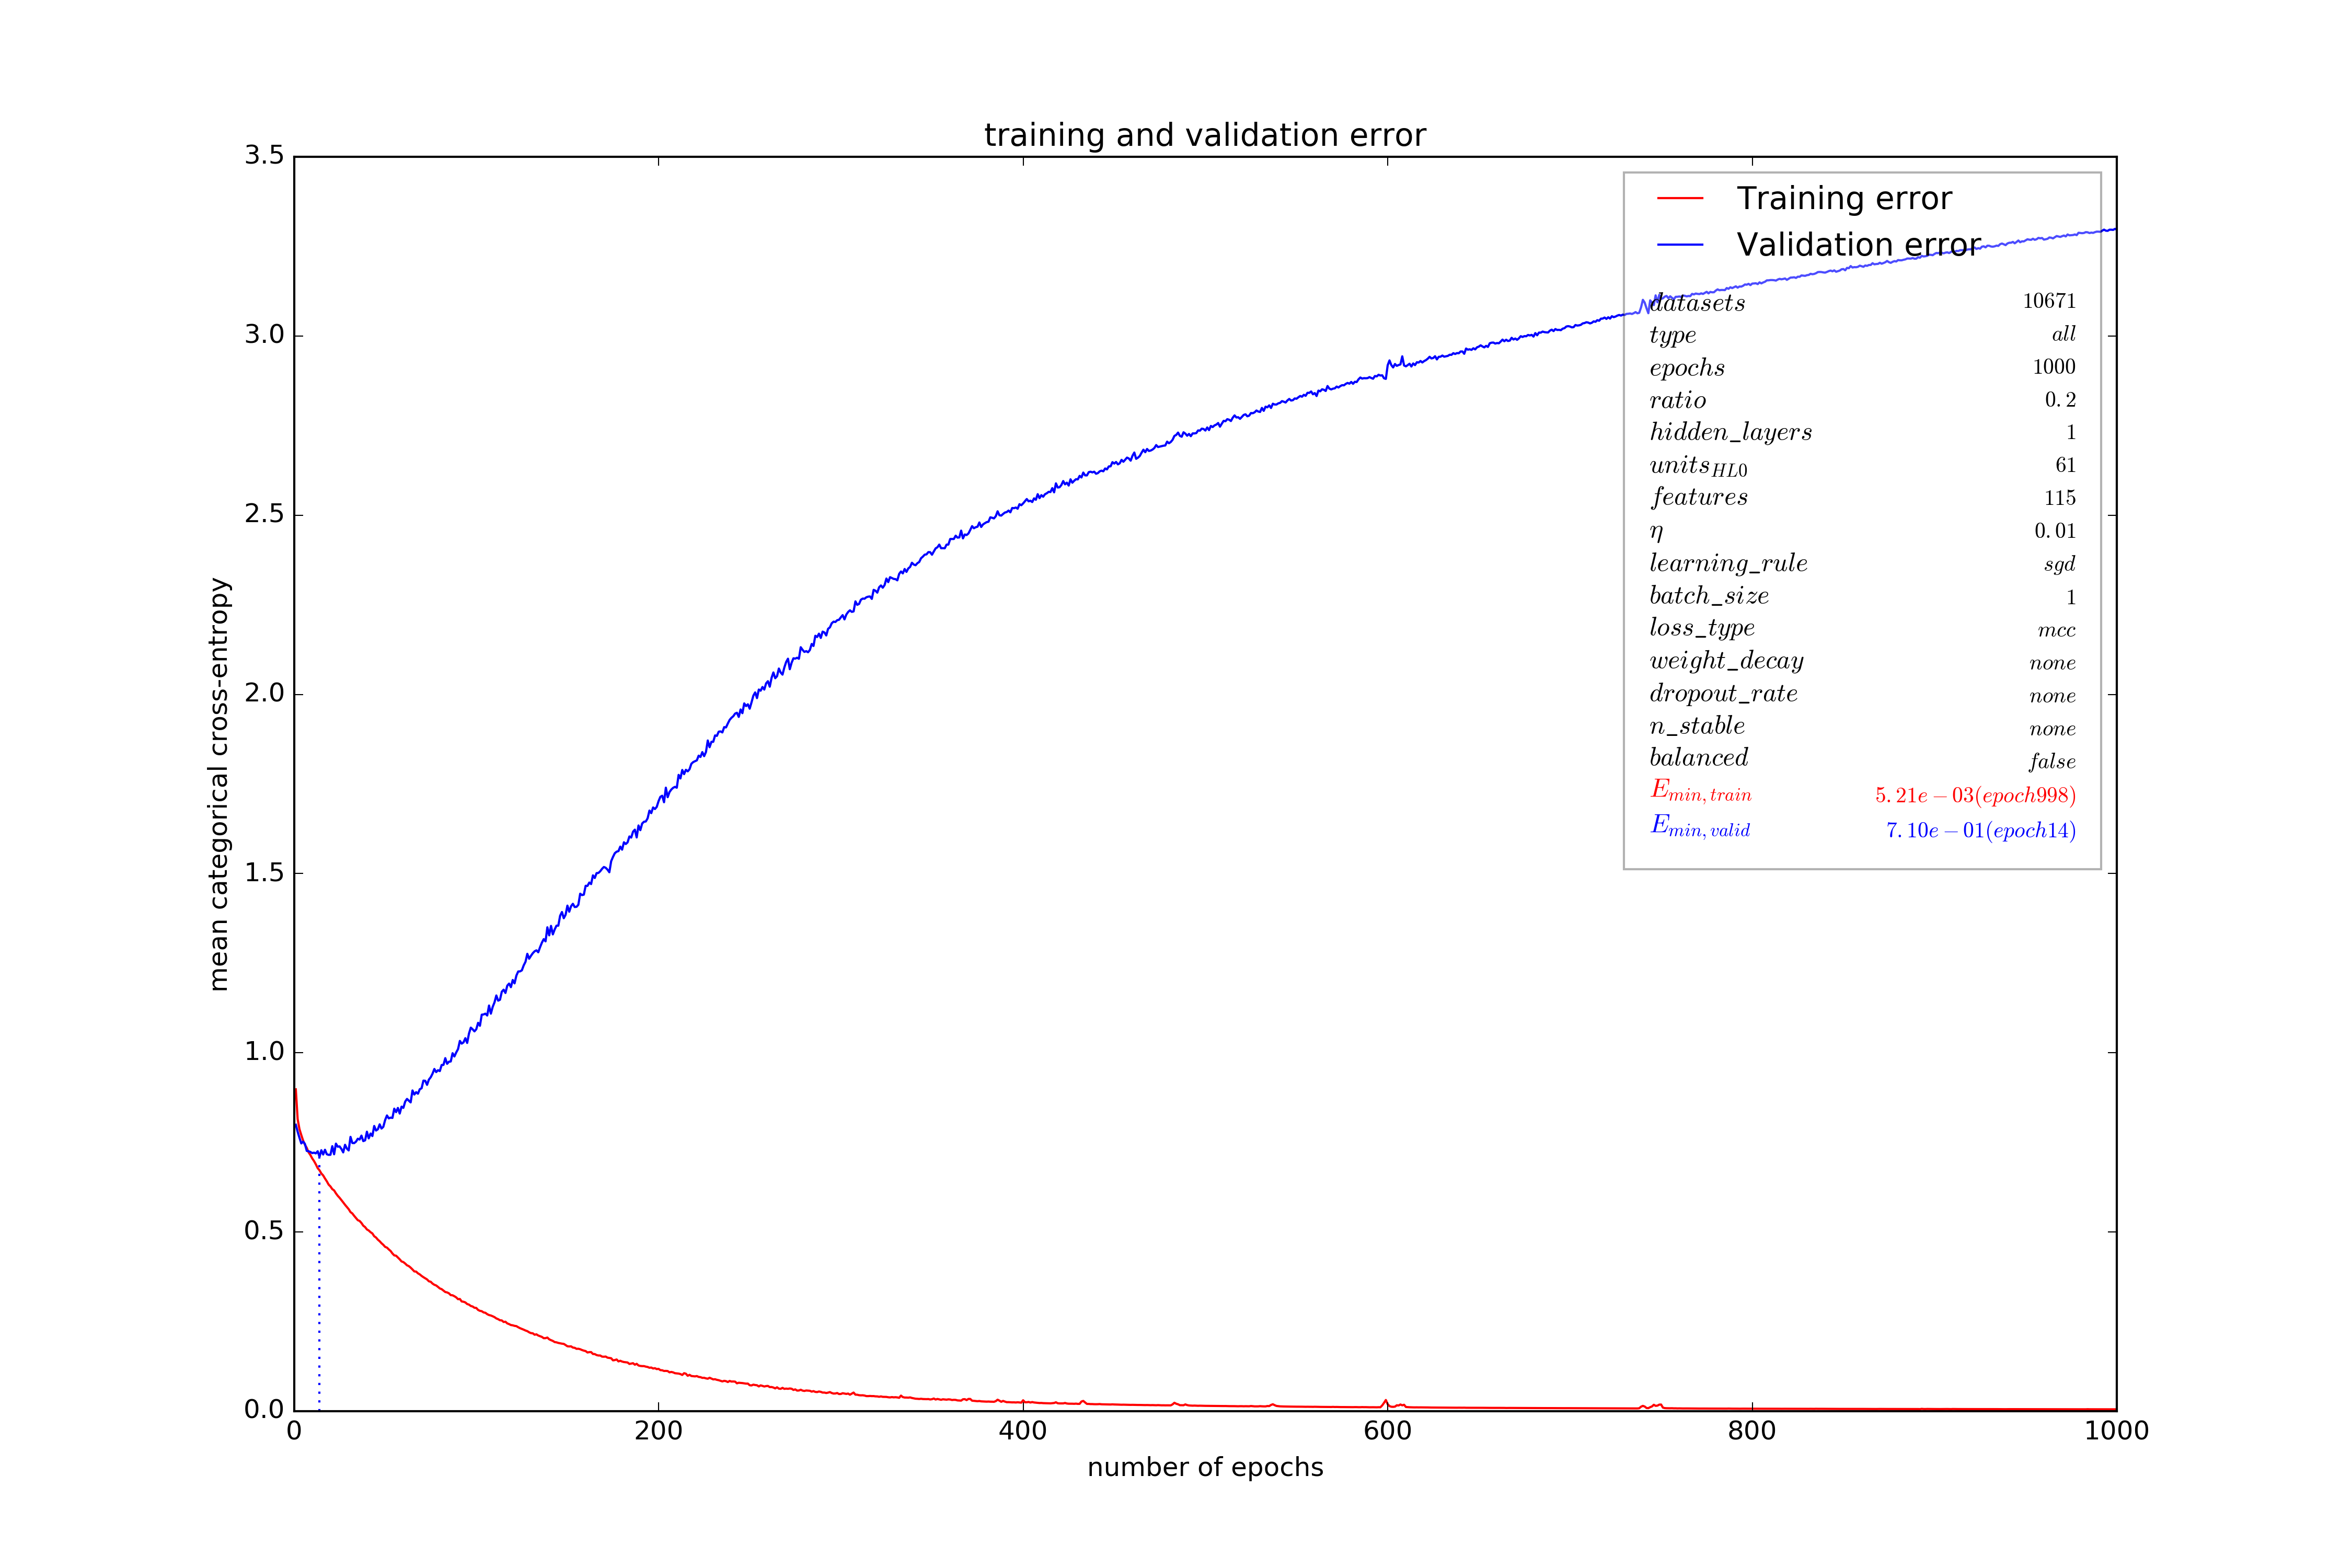 training and validation error
3.5
3.0
2.5
2.0
1.5
1.0
0.5
0.0
mean categorical cross-entropy
Training error
Validation error
datasets 10671
type all
epochs 1000
ratio 0.2
hidden_layers 1
units_HL0 61
features 115
η 0.01
learning_rule sgd
batch_size 1
loss_type mcc
weight_decay none
dropout_rate none
n_stable none
balanced false
E_min,train 5.21e−03(epoch998)
E_min,valid 7.10e−01(epoch14)
0 200 400 600 800 1000
number of epochs